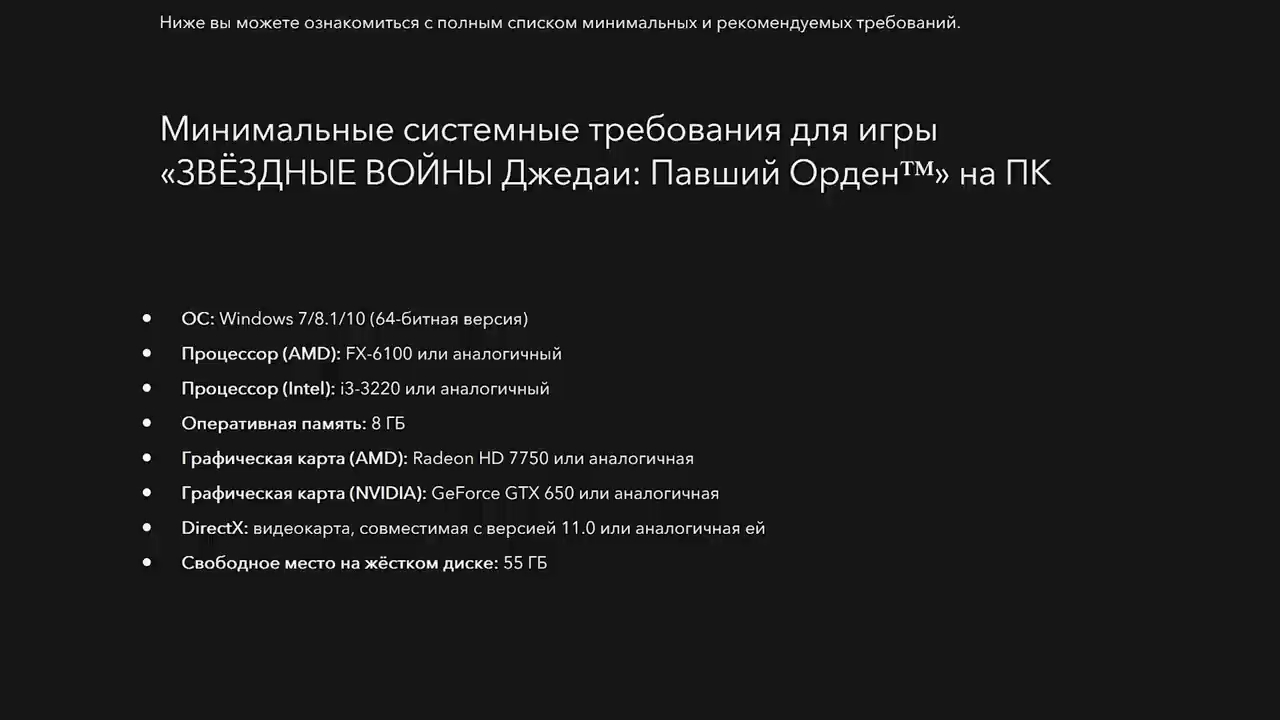 Ниже вы можете ознакомиться с полным списком минимальных и рекомендуемых требований.
Минимальные системные требования для игры
«ЗВЁЗДНЫЕ ВОЙНЫ Джедаи: Павший Орден™» на ПК
• ОС: Windows 7/8.1/10 (64-битная версия)
• Процессор (AMD): FX-6100 или аналогичный
• Процессор (Intel): i3-3220 или аналогичный
• Оперативная память: 8 ГБ
• Графическая карта (AMD): Radeon HD 7750 или аналогичная
• Графическая карта (NVIDIA): GeForce GTX 650 или аналогичная
• DirectX: видеокарта, совместимая с версией 11.0 или аналогичная ей
• Свободное место на жёстком диске: 55 ГБ